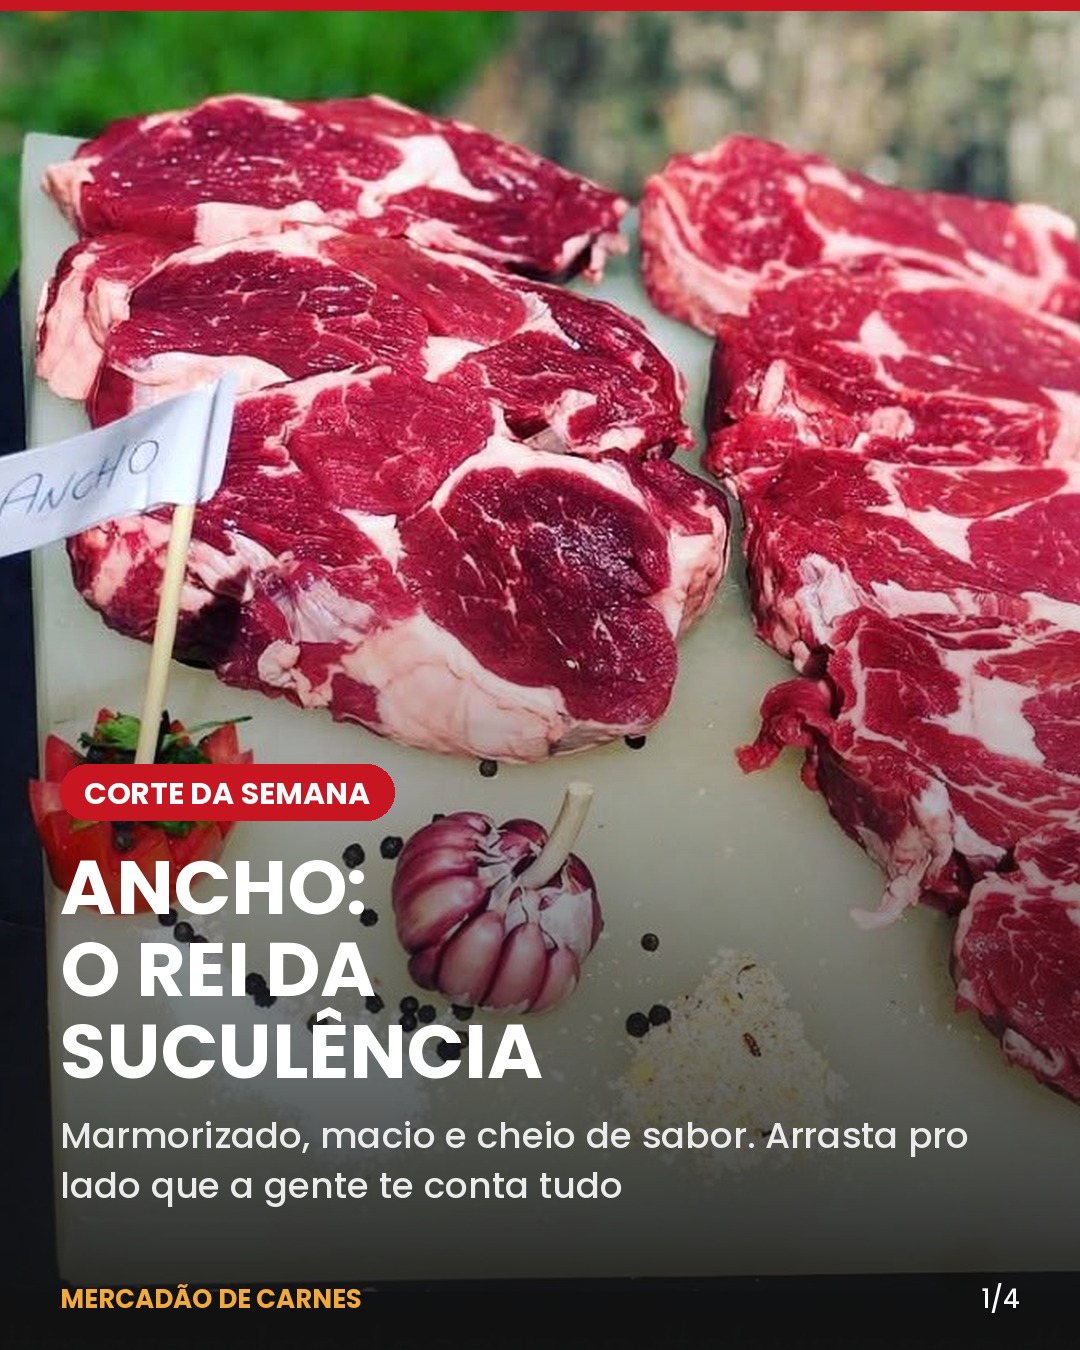 ANCHO
CORTE DA SEMANA
ANCHO:
O REI DA
SUCULÊNCIA
Marmorizado, macio e cheio de sabor. Arrasta pro
lado que a gente te conta tudo
MERCADÃO DE CARNES
1/4